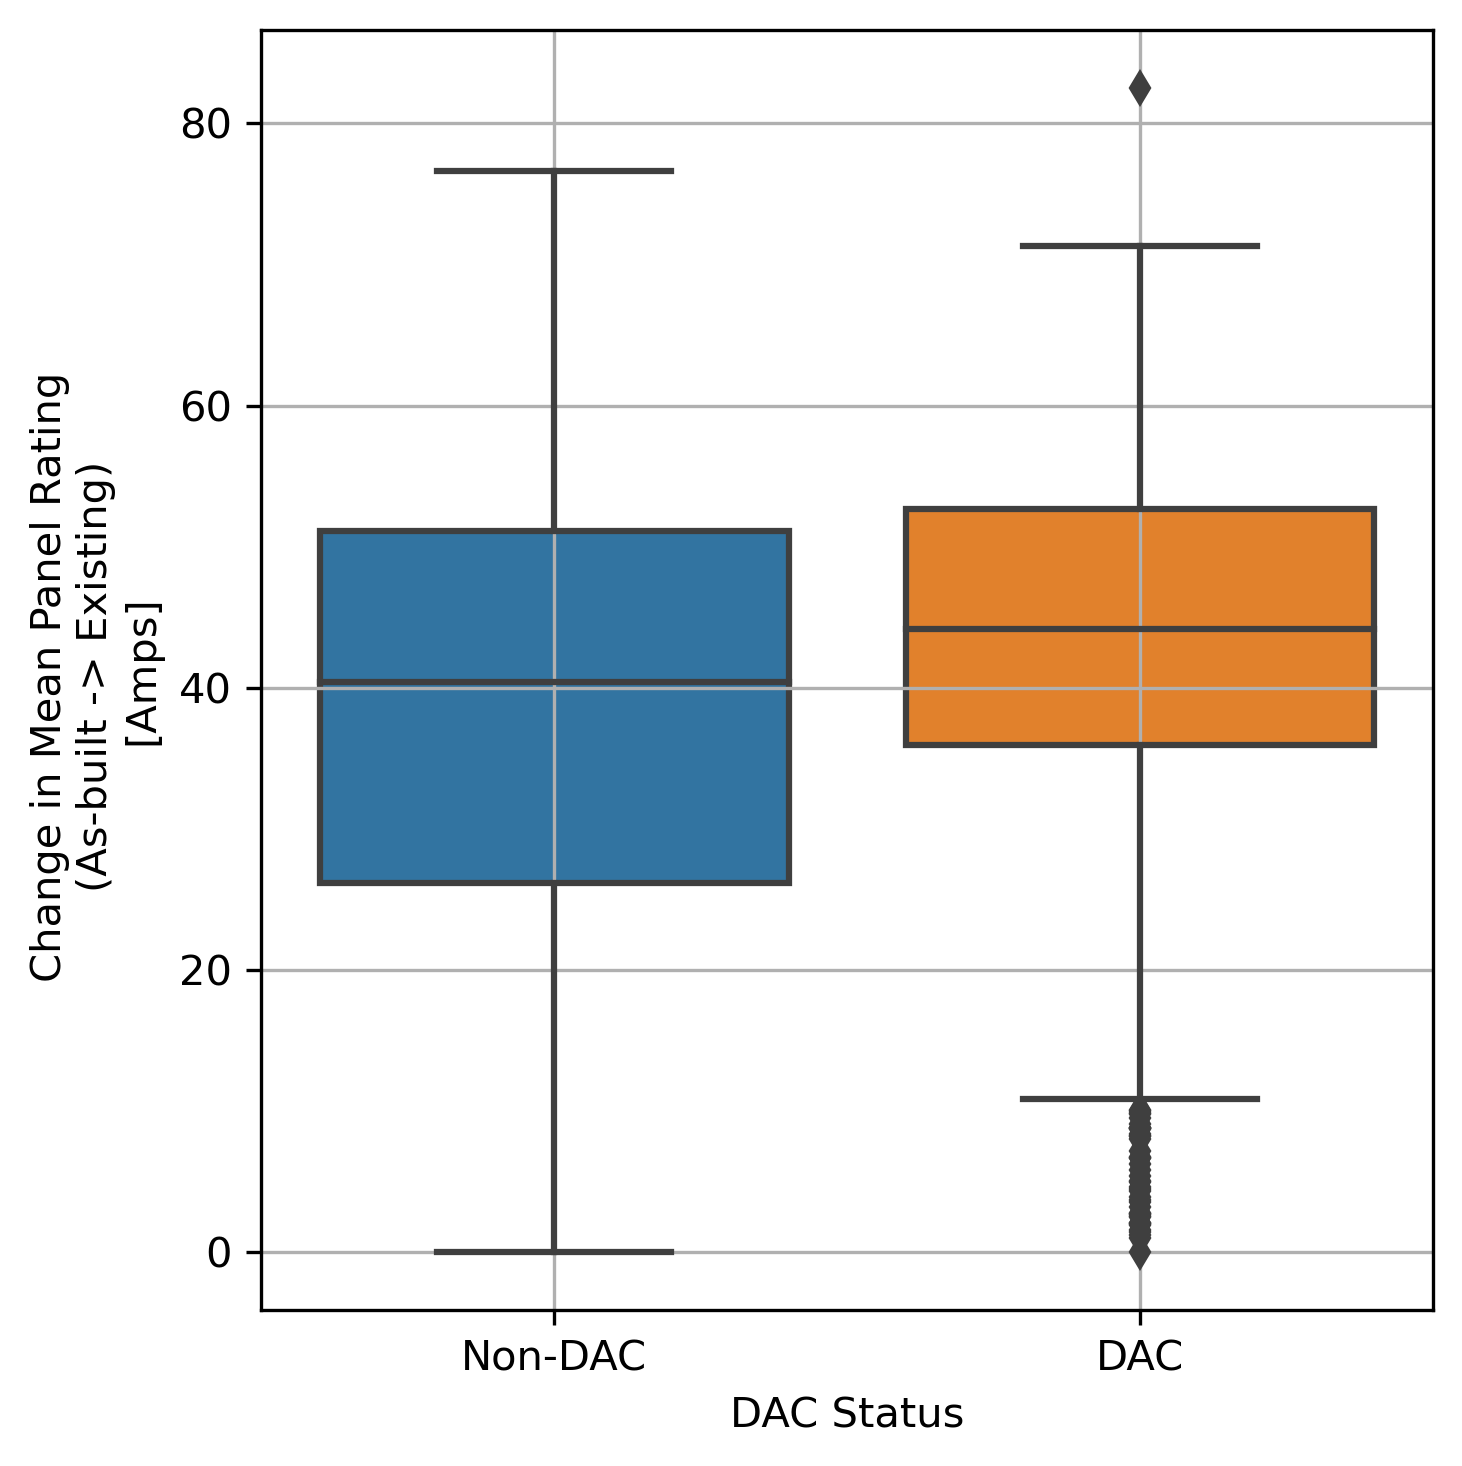 Change in Mean Panel Rating
(As-built -> Existing)
[Amps]
80
60
40
20
0
Non-DAC
DAC
DAC Status